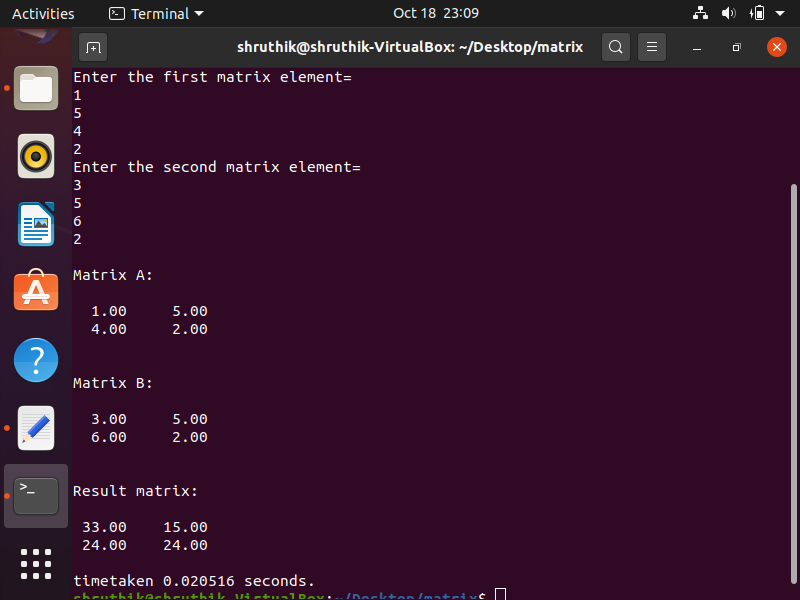 Activities Terminal Oct 18 23:09
shruthik@shruthik-VirtualBox: ~/Desktop/matrix
Enter the first matrix element=
1
5
4
2
Enter the second matrix element=
3
5
6
2
Matrix A:
1.00 5.00
4.00 2.00
Matrix B:
3.00 5.00
6.00 2.00
Result matrix:
33.00 15.00
24.00 24.00
timetaken 0.020516 seconds.
shruthik@shruthik-VirtualBox:~/Desktop/matrix$